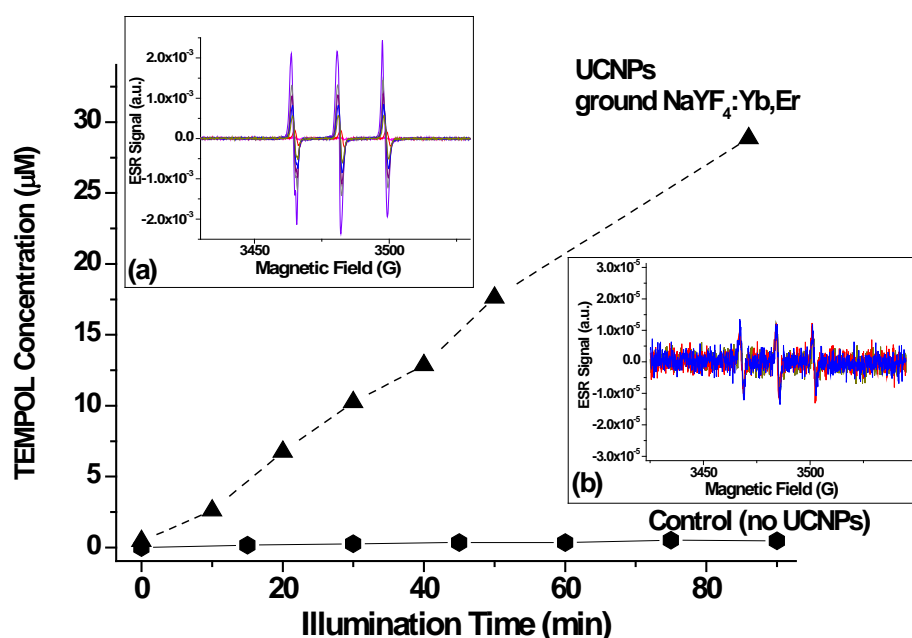 UCNPs
ground NaYF₄:Yb,Er
TEMPOL Concentration (µM)
30
25
20
15
10
5
0
0
20
40
60
80
Illumination Time (min)
Control (no UCNPs)
(a)
ESR Signal (a.u.)
2.0x10⁻³
1.0x10⁻³
0.0
-1.0x10⁻³
-2.0x10⁻³
3450
3500
Magnetic Field (G)
(b)
ESR Signal (a.u.)
3.0x10⁻⁵
2.0x10⁻⁵
1.0x10⁻⁵
0.0
-1.0x10⁻⁵
-2.0x10⁻⁵
-3.0x10⁻⁵
3450
3500
Magnetic Field (G)